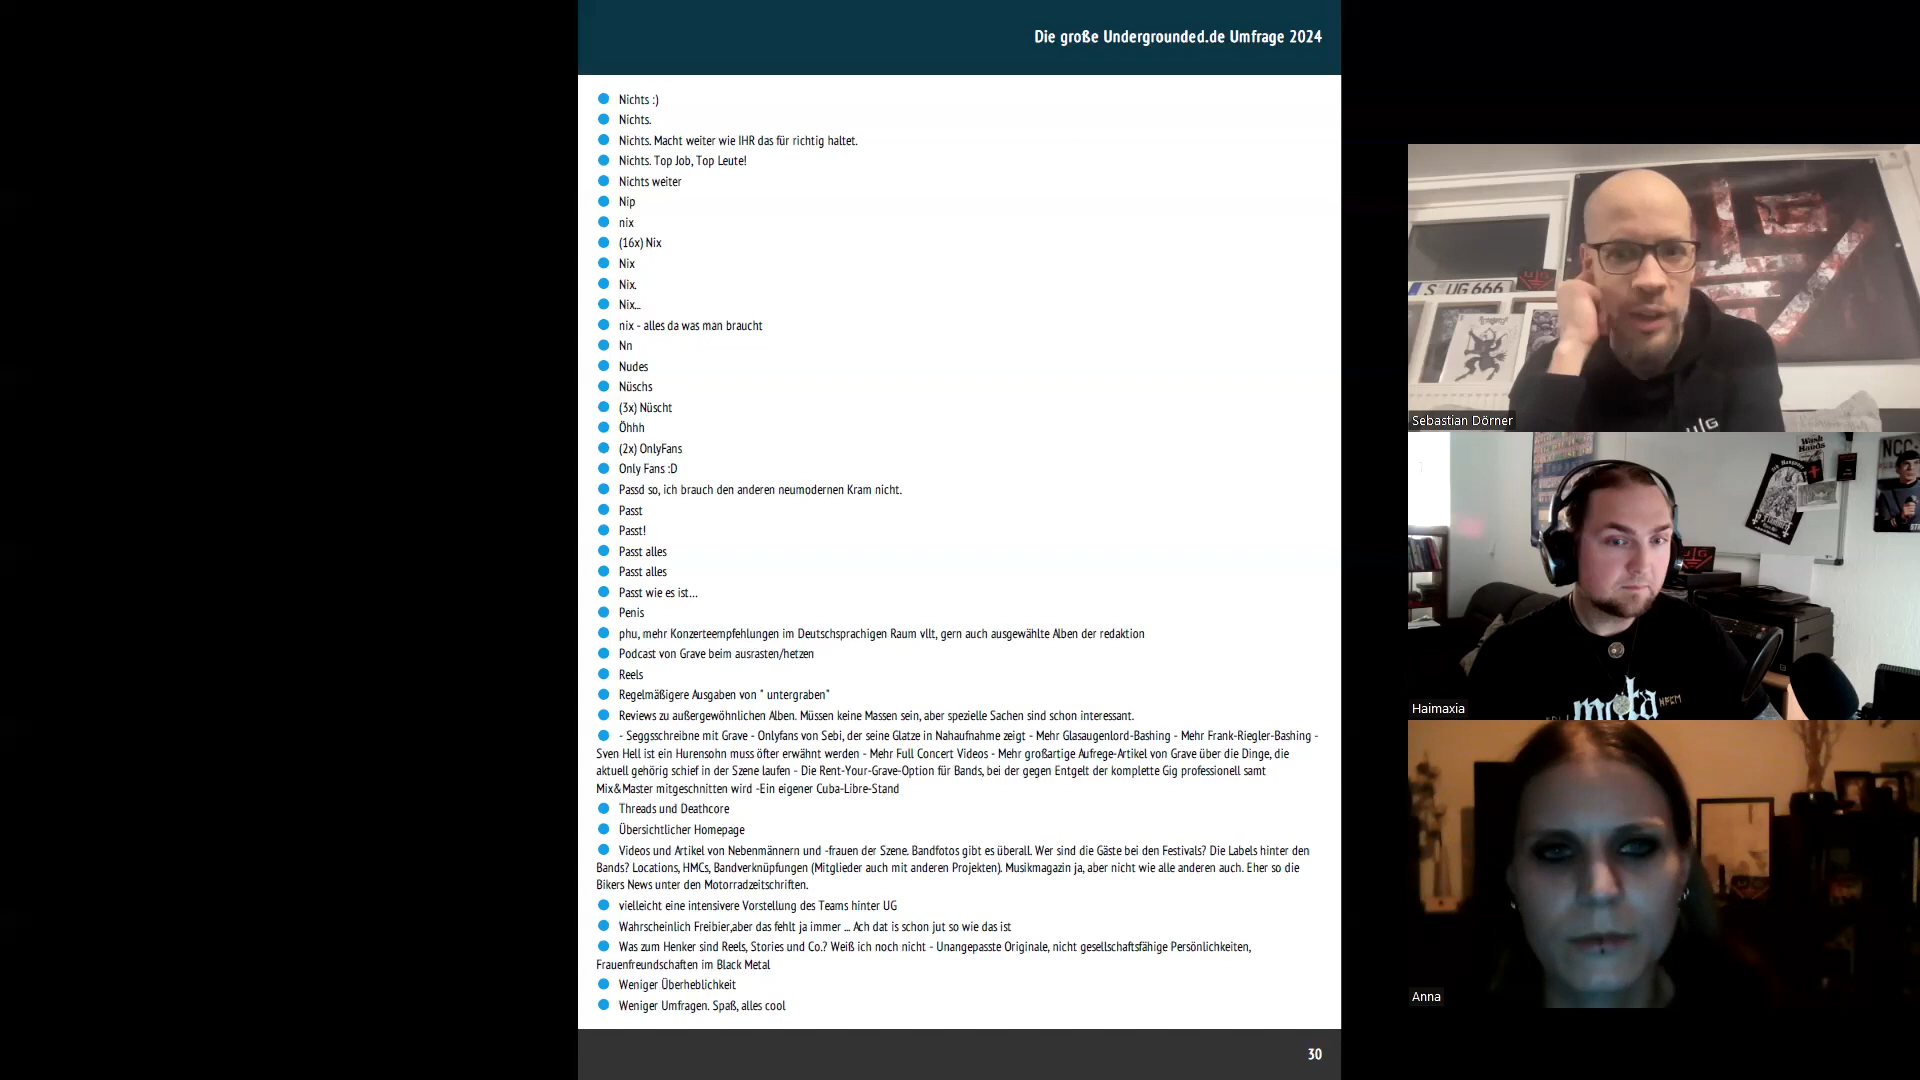 Die große Undergrounded.de Umfrage 2024
Nichts :)
Nichts.
Nichts. Macht weiter wie IHR das für richtig haltet.
Nichts. Top Job, Top Leute!
Nichts weiter
Nip
nix
(16x) Nix
Nix
Nix.
Nix...
nix - alles da was man braucht
Nn
Nudes
Nüschs
(3x) Nüscht
Öhhh
(2x) OnlyFans
Only Fans :D
Passd so, ich brauch den anderen neumodernen Kram nicht.
Passt
Passt!
Passt alles
Passt alles
Passt wie es ist...
Penis
phu, mehr Konzerteempfehlungen im Deutschsprachigen Raum vllt, gern auch ausgewählte Alben der redaktion
Podcast von Grave beim ausrasten/hetzen
Reels
Regelmäßigere Ausgaben von " untergraben"
Reviews zu außergewöhnlichen Alben. Müssen keine Massen sein, aber spezielle Sachen sind schon interessant.
- Seggsschreibne mit Grave - Onlyfans von Sebi, der seine Glatze in Nahaufnahme zeigt - Mehr Glasaugenlord-Bashing - Mehr Frank-Riegler-Bashing -
Sven Hell ist ein Hurensohn muss öfter erwähnt werden - Mehr Full Concert Videos - Mehr großartige Aufrege-Artikel von Grave über die Dinge, die
aktuell gehörig schief in der Szene laufen - Die Rent-Your-Grave-Option für Bands, bei der gegen Entgelt der komplette Gig professionell samt
Mix&Master mitgeschnitten wird -Ein eigener Cuba-Libre-Stand
Threads und Deathcore
Übersichtlicher Homepage
Videos und Artikel von Nebenmännern und -frauen der Szene. Bandfotos gibt es überall. Wer sind die Gäste bei den Festivals? Die Labels hinter den
Bands? Locations, HMCs, Bandverknüpfungen (Mitglieder auch mit anderen Projekten). Musikmagazin ja, aber nicht wie alle anderen auch. Eher so die
Bikers News unter den Motorradzeitschriften.
vielleicht eine intensivere Vorstellung des Teams hinter UG
Wahrscheinlich Freibier,aber das fehlt ja immer ... Ach dat is schon jut so wie das ist
Was zum Henker sind Reels, Stories und Co.? Weiß ich noch nicht - Unangepasste Originale, nicht gesellschaftsfähige Persönlichkeiten,
Frauenfreundschaften im Black Metal
Weniger Überheblichkeit
Weniger Umfragen. Spaß, alles cool
30
S UG 666
Sebastian Dörner
Wash
Hands
NCC-
Haimaxia
Anna